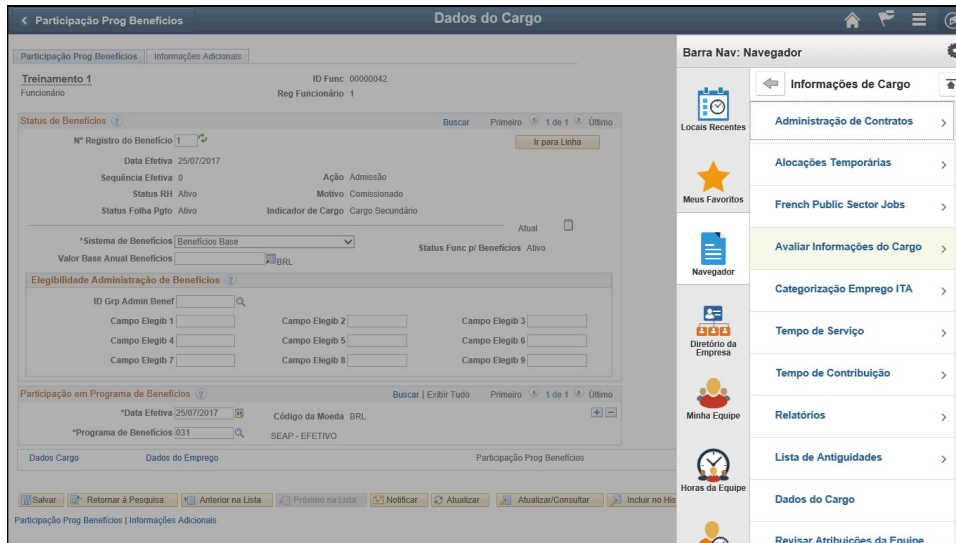 Participação Prog Benefícios
Dados do Cargo
Participação Prog Benefícios
Informações Adicionais
Treinamento 1
ID Func 00000042
Funcionário
Reg Funcionário 1
Status de Benefícios
Buscar Primeiro 1 de 1 Último
Nº Registro do Benefício 1
Ir para Linha
Data Efetiva 25/07/2017
Sequência Efetiva 0
Ação Admissão
Status RH Ativo
Motivo Comissionado
Status Folha Pgto Ativo
Indicador de Cargo Cargo Secundário
Atual
*Sistema de Benefícios Benefícios Base
Status Func p/ Benefícios Ativo
Valor Base Anual Benefícios BRL
Elegibilidade Administração de Benefícios
ID Grp Admin Benef
Campo Elegib 1 Campo Elegib 2 Campo Elegib 3
Campo Elegib 4 Campo Elegib 5 Campo Elegib 6
Campo Elegib 7 Campo Elegib 8 Campo Elegib 9
Participação em Programa de Benefícios
Buscar | Exibir Tudo Primeiro 1 de 1 Último
*Data Efetiva 25/07/2017
Código da Moeda BRL
*Programa de Benefícios 031
SEAP - EFETIVO
Dados Cargo Dados do Emprego Participação Prog Benefícios
Salvar Retornar à Pesquisa Anterior na Lista Próximo na Lista Notificar Atualizar Atualizar/Consultar Incluir no His
Participação Prog Benefícios | Informações Adicionais
Barra Nav: Navegador
Locais Recentes
Meus Favoritos
Navegador
Diretório da
Empresa
Minha Equipe
Horas da Equipe
Informações de Cargo
Administração de Contratos
Alocações Temporárias
French Public Sector Jobs
Avaliar Informações do Cargo
Categorização Emprego ITA
Tempo de Serviço
Tempo de Contribuição
Relatórios
Lista de Antiguidades
Dados do Cargo
Revisar Atribuições da Equipe